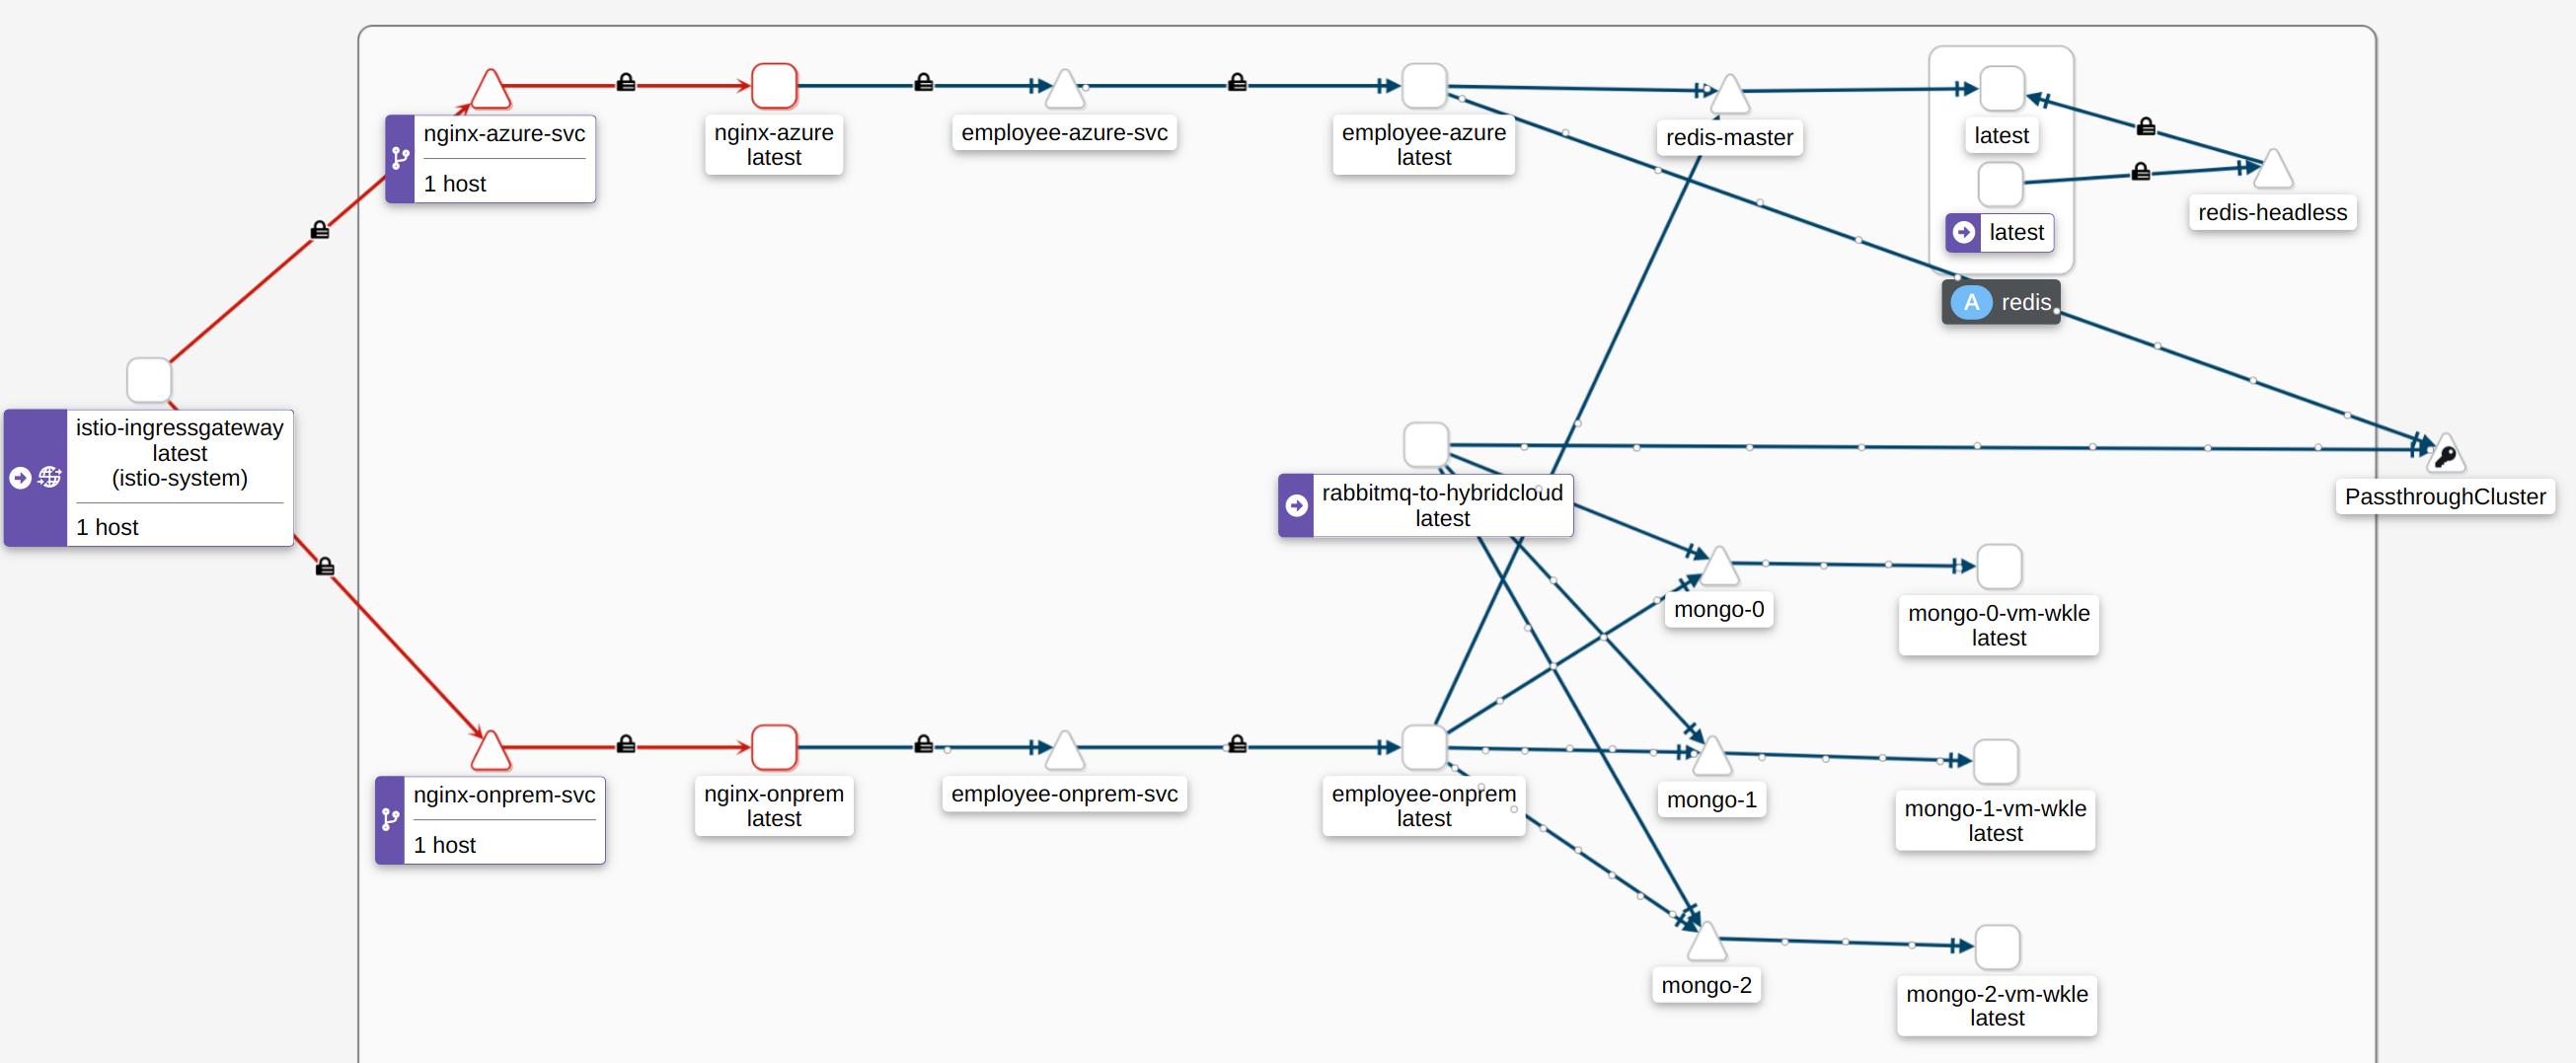 nginx-azure-svc
1 host
nginx-azure
latest
employee-azure-svc
employee-azure
latest
redis-master
latest
latest
A redis
redis-headless
istio-ingressgateway
latest
(istio-system)
1 host
rabbitmq-to-hybridcloud
latest
PassthroughCluster
mongo-0
mongo-0-vm-wkle
latest
nginx-onprem-svc
1 host
nginx-onprem
latest
employee-onprem-svc
employee-onprem
latest
mongo-1
mongo-1-vm-wkle
latest
mongo-2
mongo-2-vm-wkle
latest